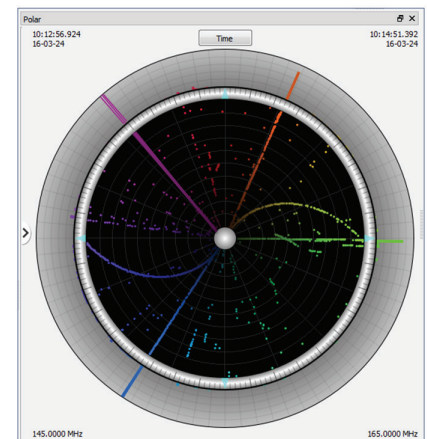 Polar
10:12:56.924
16-03-24
Time
10:14:51.392
16-03-24
145.0000 MHz
165.0000 MHz